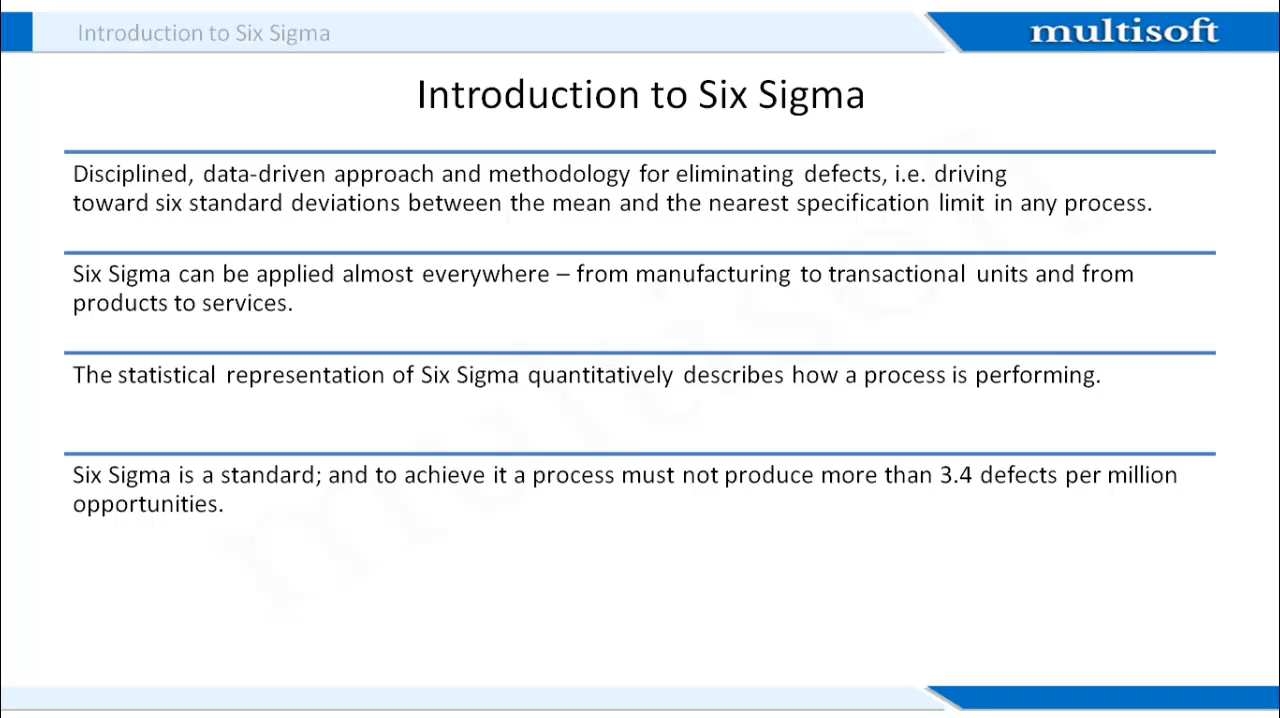 Introduction to Six Sigma
multisoft
Introduction to Six Sigma
Disciplined, data-driven approach and methodology for eliminating defects, i.e. driving
toward six standard deviations between the mean and the nearest specification limit in any process.
Six Sigma can be applied almost everywhere – from manufacturing to transactional units and from
products to services.
The statistical representation of Six Sigma quantitatively describes how a process is performing.
Six Sigma is a standard; and to achieve it a process must not produce more than 3.4 defects per million
opportunities.
multisoft